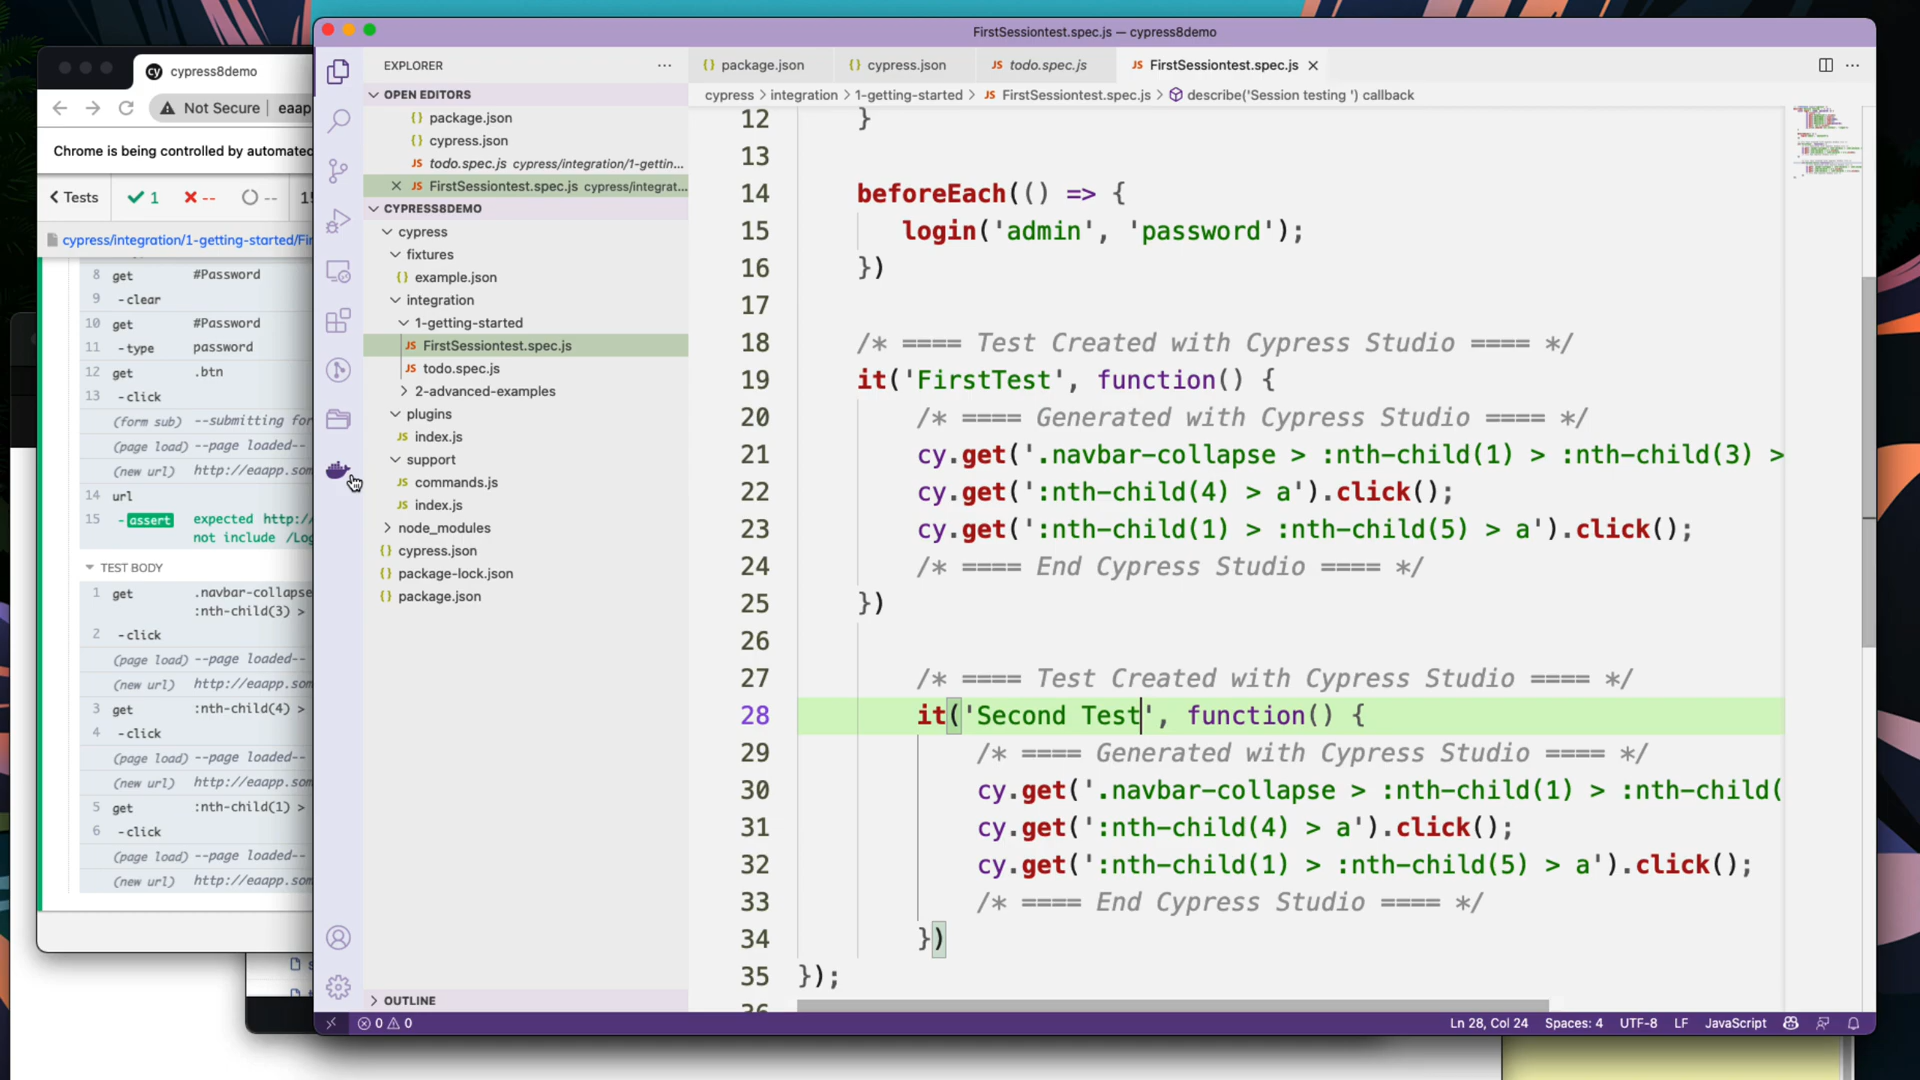 FirstSessiontest.spec.js — cypress8demo
cypress8demo
Not Secure | eaap
Chrome is being controlled by automated
Tests 1 -- --
cypress/integration/1-getting-started/Fir
8 get #Password
9 -clear
10 get #Password
11 -type password
12 get .btn
13 -click
(form sub) --submitting for
(page load) --page loaded--
(new url) http://eaapp.som
14 url
15 -assert expected http:/
not include /Log
TEST BODY
1 get .navbar-collapse
:nth-child(3) >
2 -click
(page load) --page loaded--
(new url) http://eaapp.som
3 get :nth-child(4) >
4 -click
(page load) --page loaded--
(new url) http://eaapp.som
5 get :nth-child(1) >
6 -click
(page load) --page loaded--
(new url) http://eaapp.som
EXPLORER
OPEN EDITORS
package.json
cypress.json
todo.spec.js cypress/integration/1-gettin...
FirstSessiontest.spec.js cypress/integrat...
CYPRESS8DEMO
cypress
fixtures
example.json
integration
1-getting-started
FirstSessiontest.spec.js
todo.spec.js
2-advanced-examples
plugins
index.js
support
commands.js
index.js
node_modules
cypress.json
package-lock.json
package.json
OUTLINE
package.json cypress.json todo.spec.js FirstSessiontest.spec.js
cypress > integration > 1-getting-started > JS FirstSessiontest.spec.js > describe('Session testing ') callback
12 }
13
14 beforeEach(() => {
15 login('admin', 'password');
16 })
17
18 /* ==== Test Created with Cypress Studio ==== */
19 it('FirstTest', function() {
20 /* ==== Generated with Cypress Studio ==== */
21 cy.get('.navbar-collapse > :nth-child(1) > :nth-child(3) >
22 cy.get(':nth-child(4) > a').click();
23 cy.get(':nth-child(1) > :nth-child(5) > a').click();
24 /* ==== End Cypress Studio ==== */
25 })
26
27 /* ==== Test Created with Cypress Studio ==== */
28 it('Second Test', function() {
29 /* ==== Generated with Cypress Studio ==== */
30 cy.get('.navbar-collapse > :nth-child(1) > :nth-child(
31 cy.get(':nth-child(4) > a').click();
32 cy.get(':nth-child(1) > :nth-child(5) > a').click();
33 /* ==== End Cypress Studio ==== */
34 })
35 });
0 0
Ln 28, Col 24 Spaces: 4 UTF-8 LF JavaScript